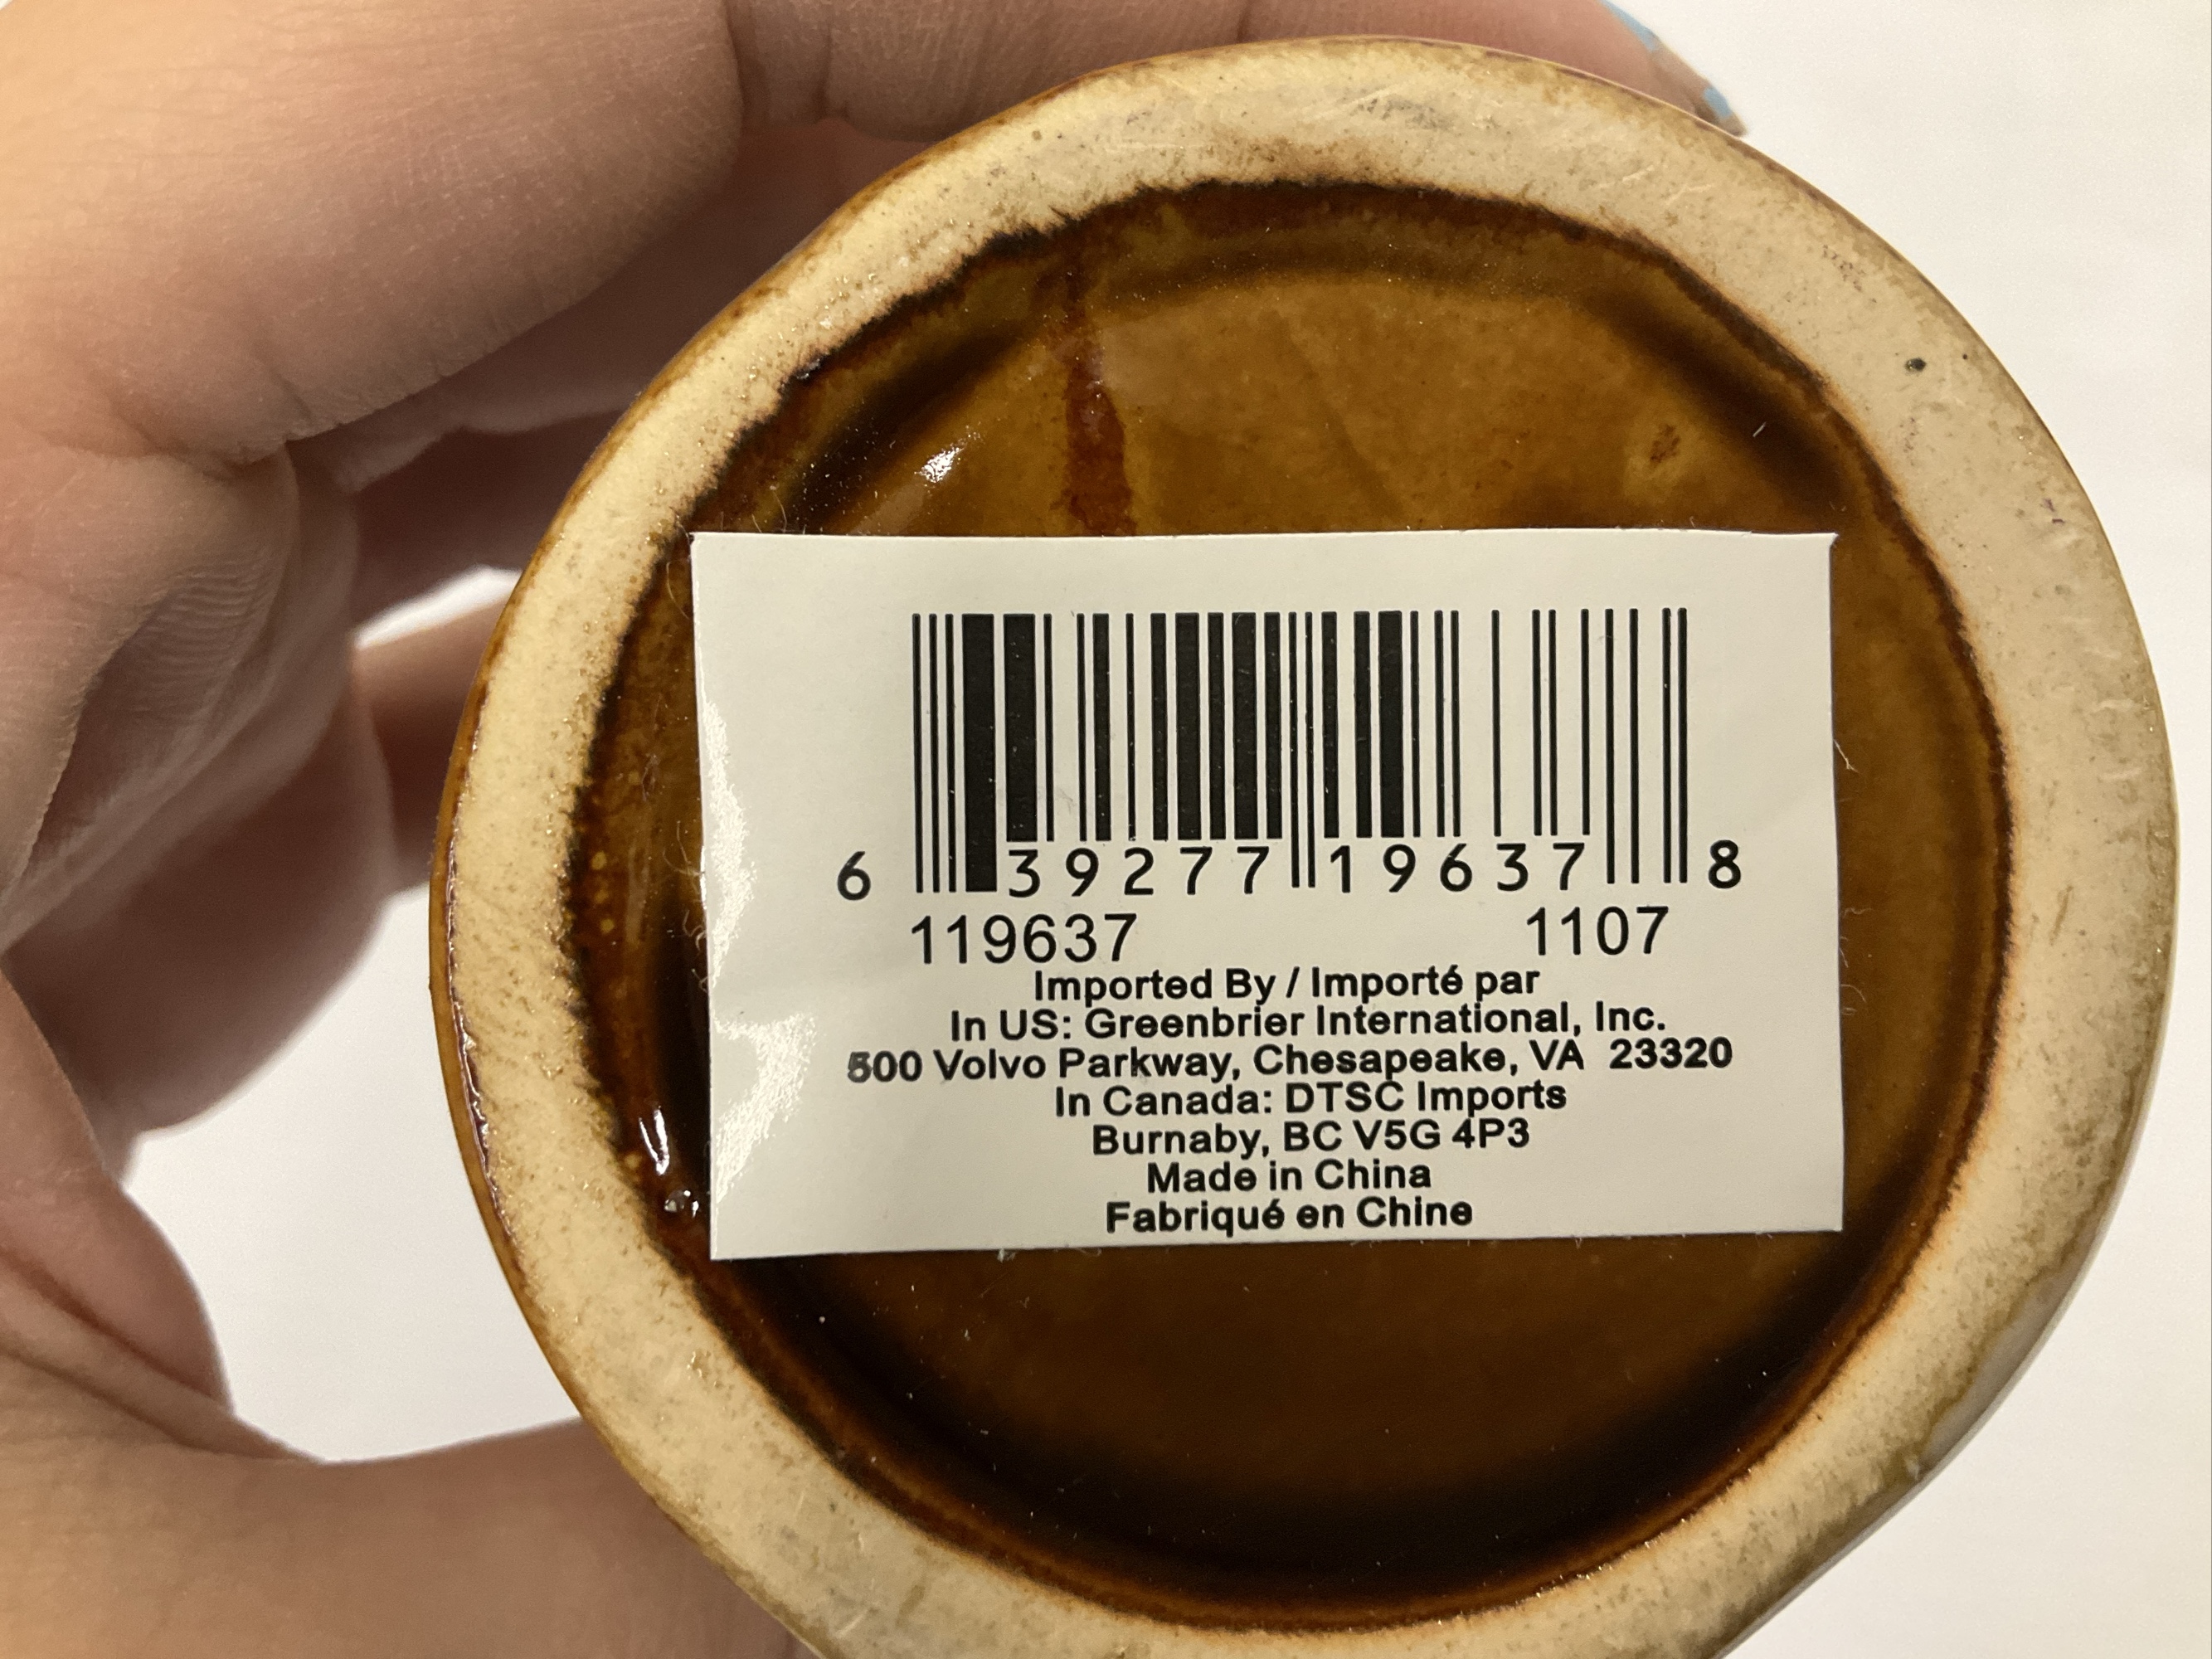 6 39277 19637 8
119637 1107
Imported By / Importé par
In US: Greenbrier International, Inc.
500 Volvo Parkway, Chesapeake, VA 23320
In Canada: DTSC Imports
Burnaby, BC V5G 4P3
Made in China
Fabriqué en Chine